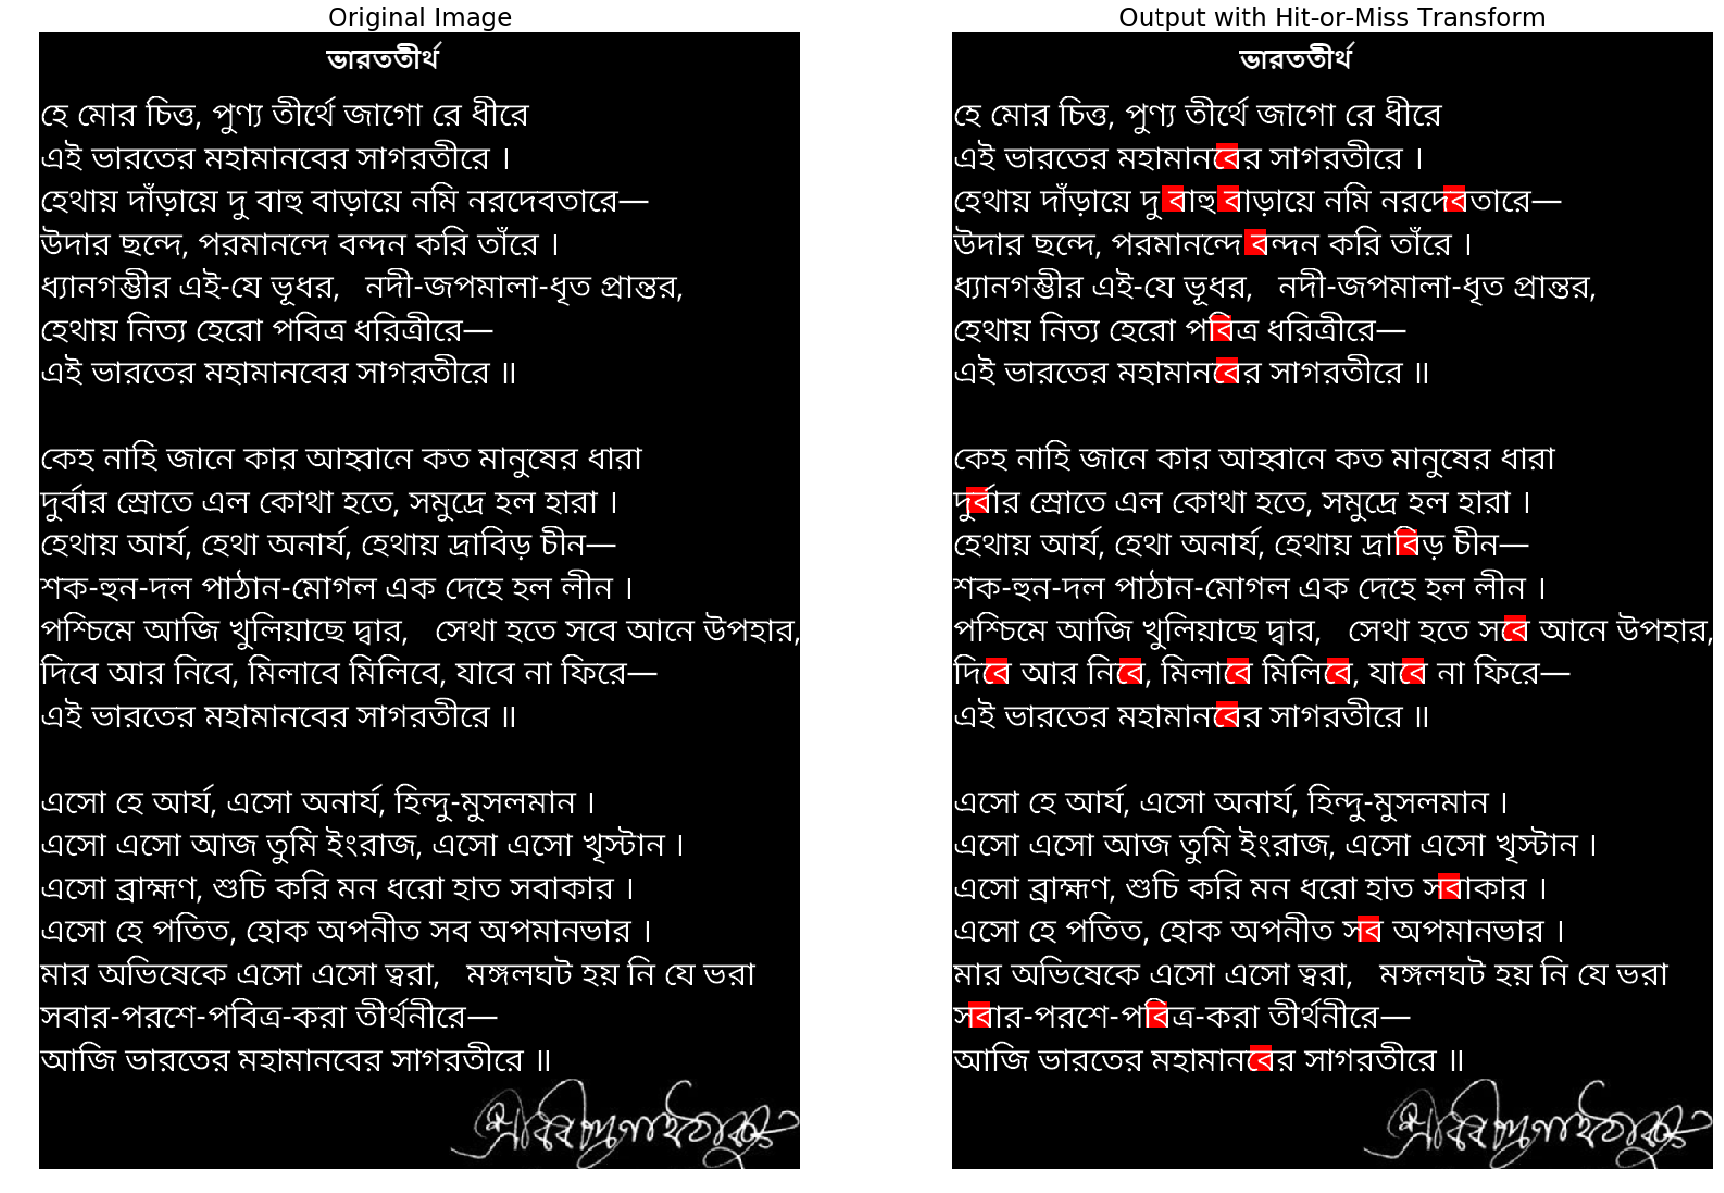 Original Image
ভারততীর্থ
হে মোর চিত্ত, পুণ্য তীর্থে জাগো রে ধীরে
এই ভারতের মহামানবের সাগরতীরে ।
হেথায় দাঁড়ায়ে দু বাহু বাড়ায়ে নমি নরদেবতারে—
উদার ছন্দে, পরমানন্দে বন্দন করি তাঁরে ।
ধ্যানগম্ভীর এই-যে ভূধর, নদী-জপমালা-ধৃত প্রান্তর,
হেথায় নিত্য হেরো পবিত্র ধরিত্রীরে—
এই ভারতের মহামানবের সাগরতীরে ॥
কেহ নাহি জানে কার আহ্বানে কত মানুষের ধারা
দুর্বার স্রোতে এল কোথা হতে, সমুদ্রে হল হারা ।
হেথায় আর্য, হেথা অনার্য, হেথায় দ্রাবিড় চীন—
শক-হুন-দল পাঠান-মোগল এক দেহে হল লীন ।
পশ্চিমে আজি খুলিয়াছে দ্বার, সেথা হতে সবে আনে উপহার,
দিবে আর নিবে, মিলাবে মিলিবে, যাবে না ফিরে—
এই ভারতের মহামানবের সাগরতীরে ॥
এসো হে আর্য, এসো অনার্য, হিন্দু-মুসলমান ।
এসো এসো আজ তুমি ইংরাজ, এসো এসো খৃস্টান ।
এসো ব্রাহ্মণ, শুচি করি মন ধরো হাত সবাকার ।
এসো হে পতিত, হোক অপনীত সব অপমানভার ।
মার অভিষেকে এসো এসো ত্বরা, মঙ্গলঘট হয় নি যে ভরা
সবার-পরশে-পবিত্র-করা তীর্থনীরে—
আজি ভারতের মহামানবের সাগরতীরে ॥
শ্রীরবীন্দ্রনাথ ঠাকুর
Output with Hit-or-Miss Transform
ভারততীর্থ
হে মোর চিত্ত, পুণ্য তীর্থে জাগো রে ধীরে
এই ভারতের মহামানবের সাগরতীরে ।
হেথায় দাঁড়ায়ে দু বাহু বাড়ায়ে নমি নরদেবতারে—
উদার ছন্দে, পরমানন্দে বন্দন করি তাঁরে ।
ধ্যানগম্ভীর এই-যে ভূধর, নদী-জপমালা-ধৃত প্রান্তর,
হেথায় নিত্য হেরো পবিত্র ধরিত্রীরে—
এই ভারতের মহামানবের সাগরতীরে ॥
কেহ নাহি জানে কার আহ্বানে কত মানুষের ধারা
দুর্বার স্রোতে এল কোথা হতে, সমুদ্রে হল হারা ।
হেথায় আর্য, হেথা অনার্য, হেথায় দ্রাবিড় চীন—
শক-হুন-দল পাঠান-মোগল এক দেহে হল লীন ।
পশ্চিমে আজি খুলিয়াছে দ্বার, সেথা হতে সবে আনে উপহার,
দিবে আর নিবে, মিলাবে মিলিবে, যাবে না ফিরে—
এই ভারতের মহামানবের সাগরতীরে ॥
এসো হে আর্য, এসো অনার্য, হিন্দু-মুসলমান ।
এসো এসো আজ তুমি ইংরাজ, এসো এসো খৃস্টান ।
এসো ব্রাহ্মণ, শুচি করি মন ধরো হাত সবাকার ।
এসো হে পতিত, হোক অপনীত সব অপমানভার ।
মার অভিষেকে এসো এসো ত্বরা, মঙ্গলঘট হয় নি যে ভরা
সবার-পরশে-পবিত্র-করা তীর্থনীরে—
আজি ভারতের মহামানবের সাগরতীরে ॥
শ্রীরবীন্দ্রনাথ ঠাকুর